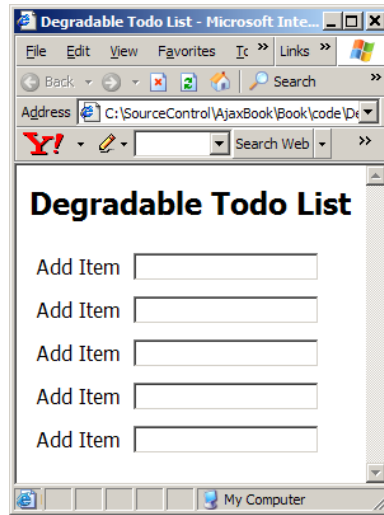 Degradable Todo List - Microsoft Inte...
File Edit View Favorites Tc » Links »
Back Search »
Address C:\SourceControl\AjaxBook\Book\code\De
Y! Search Web »
Degradable Todo List
Add Item
Add Item
Add Item
Add Item
Add Item
My Computer